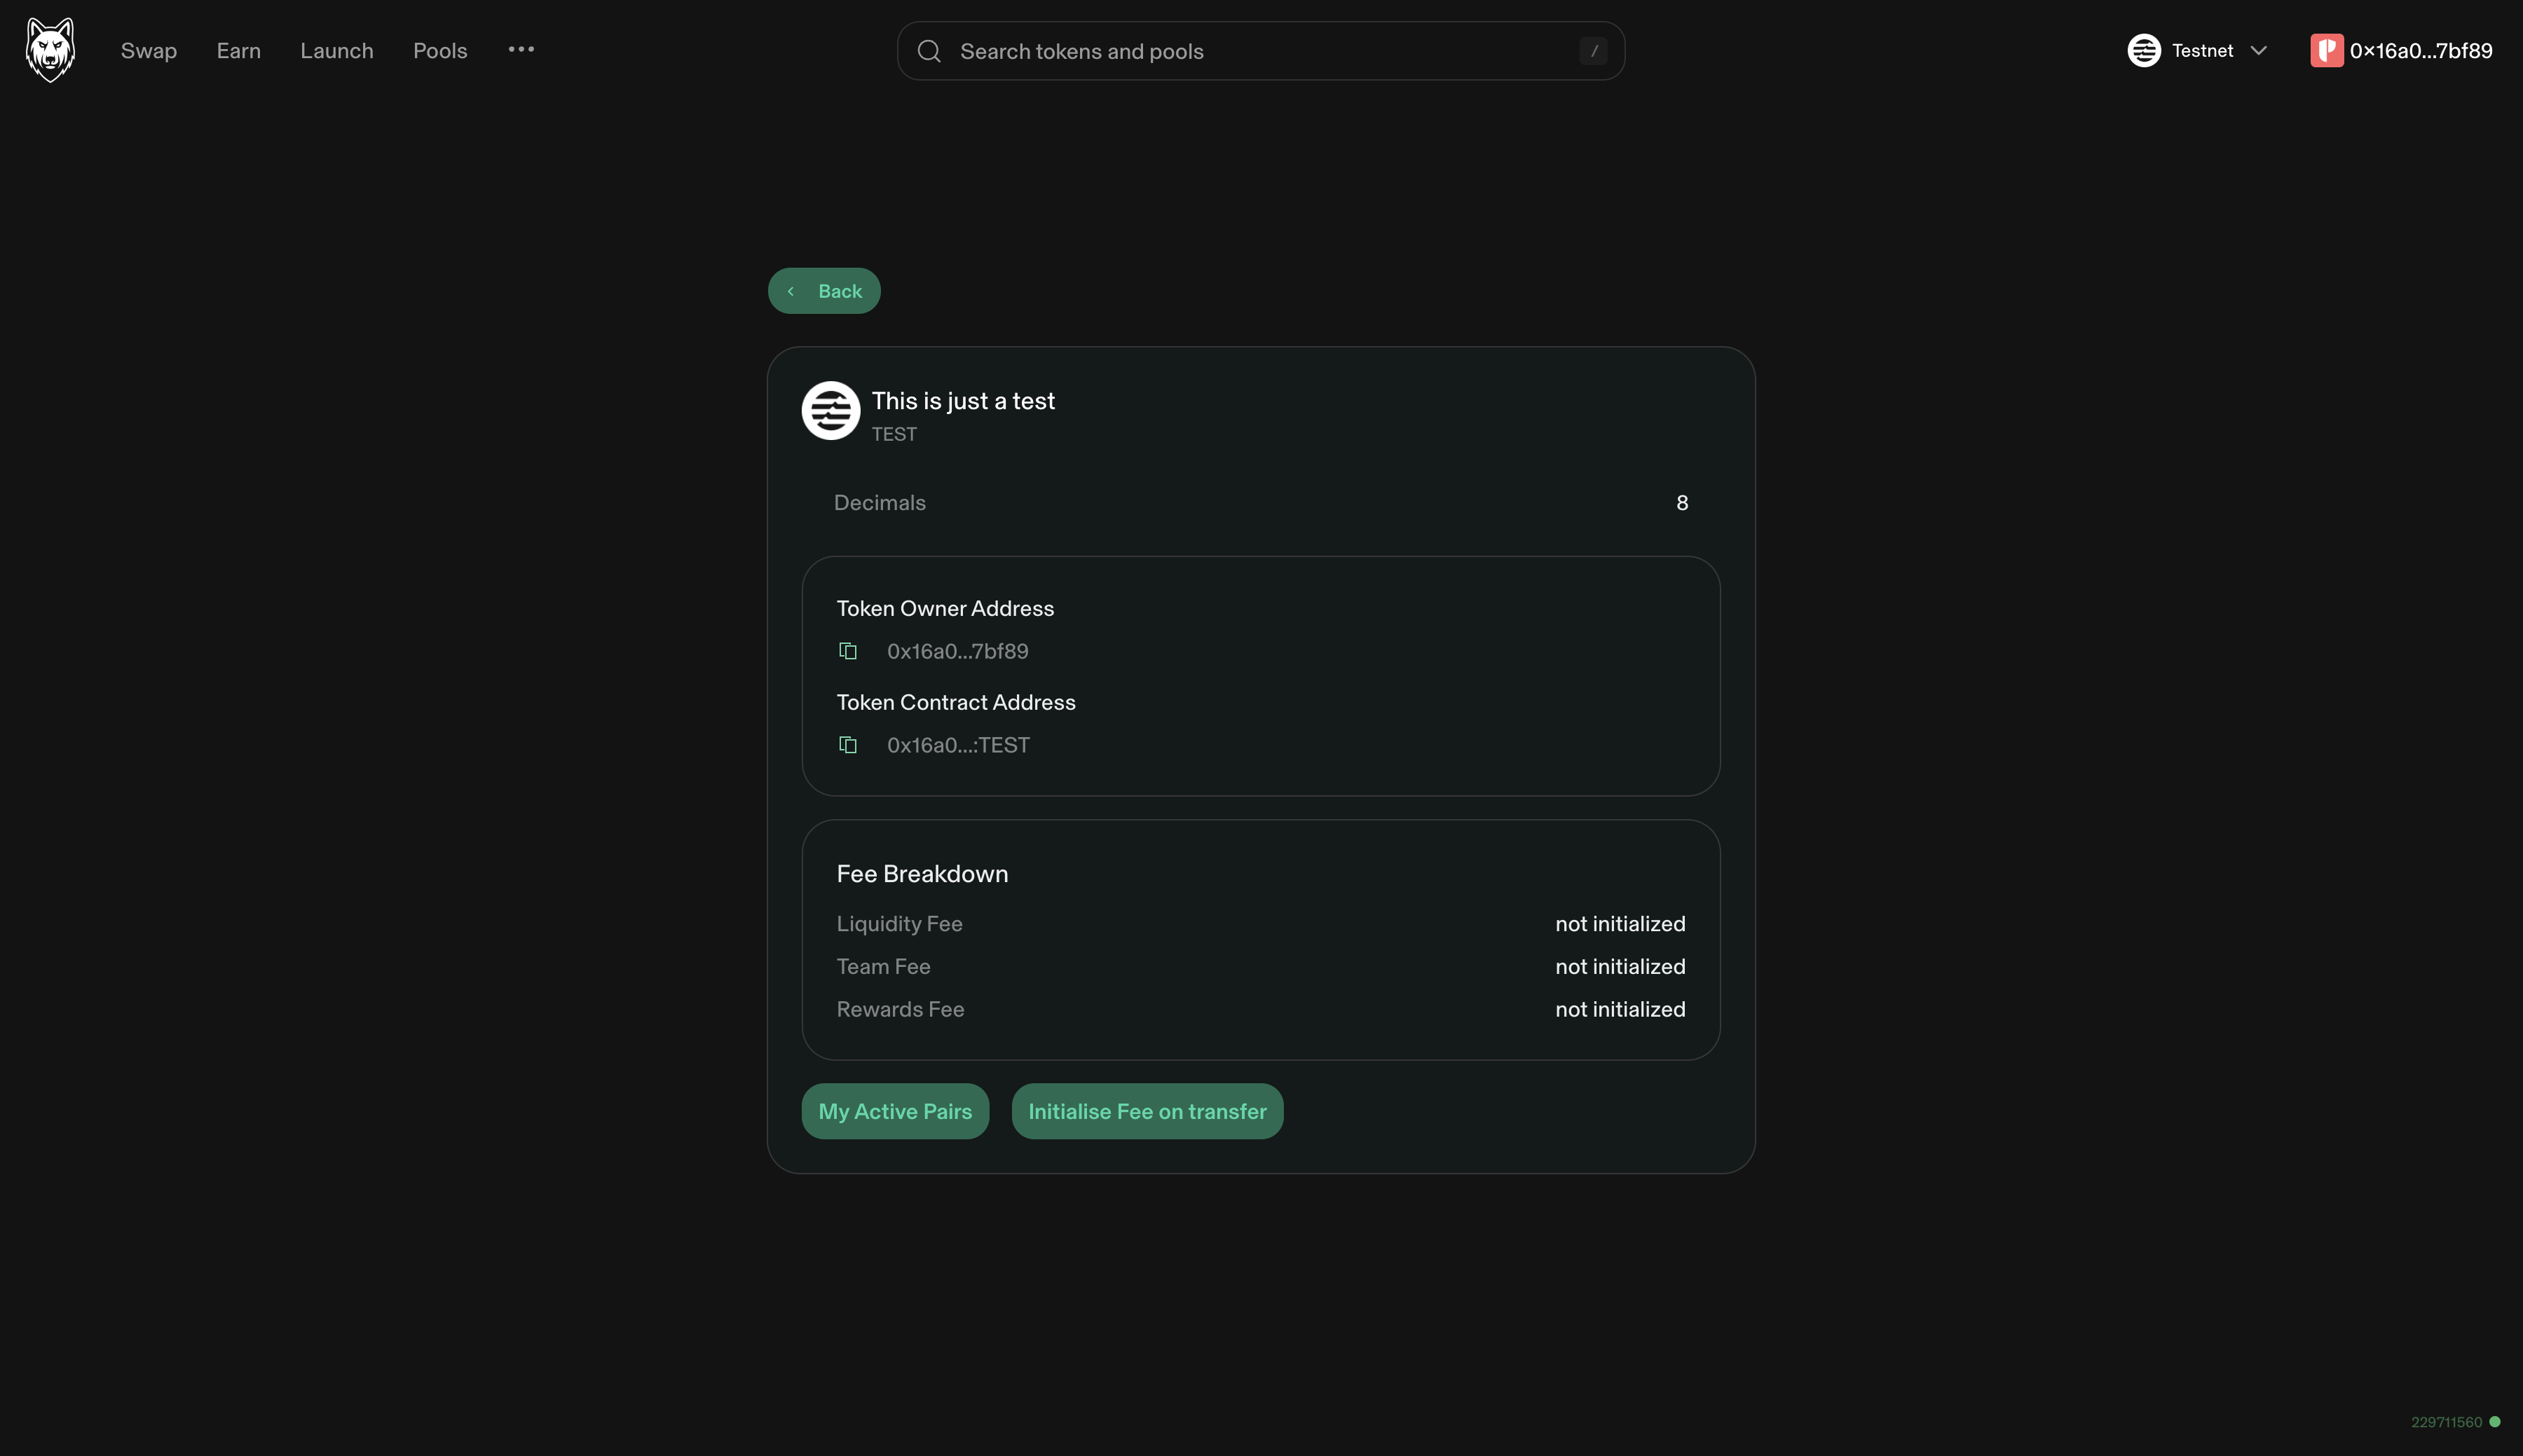 Swap Earn Launch Pools •••
Search tokens and pools /
Testnet
0x16a0...7bf89
Back
This is just a test
TEST
Decimals 8
Token Owner Address
0x16a0...7bf89
Token Contract Address
0x16a0...:TEST
Fee Breakdown
Liquidity Fee not initialized
Team Fee not initialized
Rewards Fee not initialized
My Active Pairs Initialise Fee on transfer
229711560